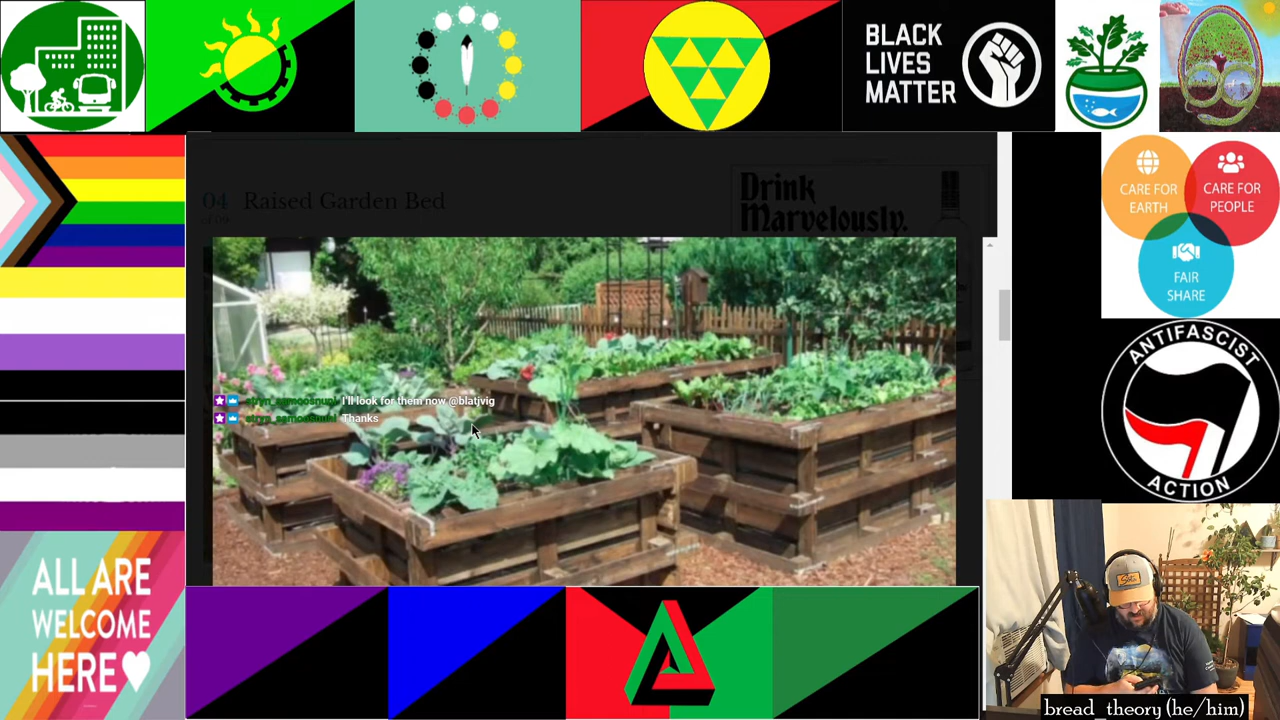 BLACK
LIVES
MATTER
CARE FOR
EARTH
CARE FOR
PEOPLE
FAIR
SHARE
04 Raised Garden Bed
Drink
Marvelously.
I'll look for them now @blatjvig
Thanks
ANTIFASCIST
ACTION
ALL ARE
WELCOME
HERE
bread_theory (he/him)